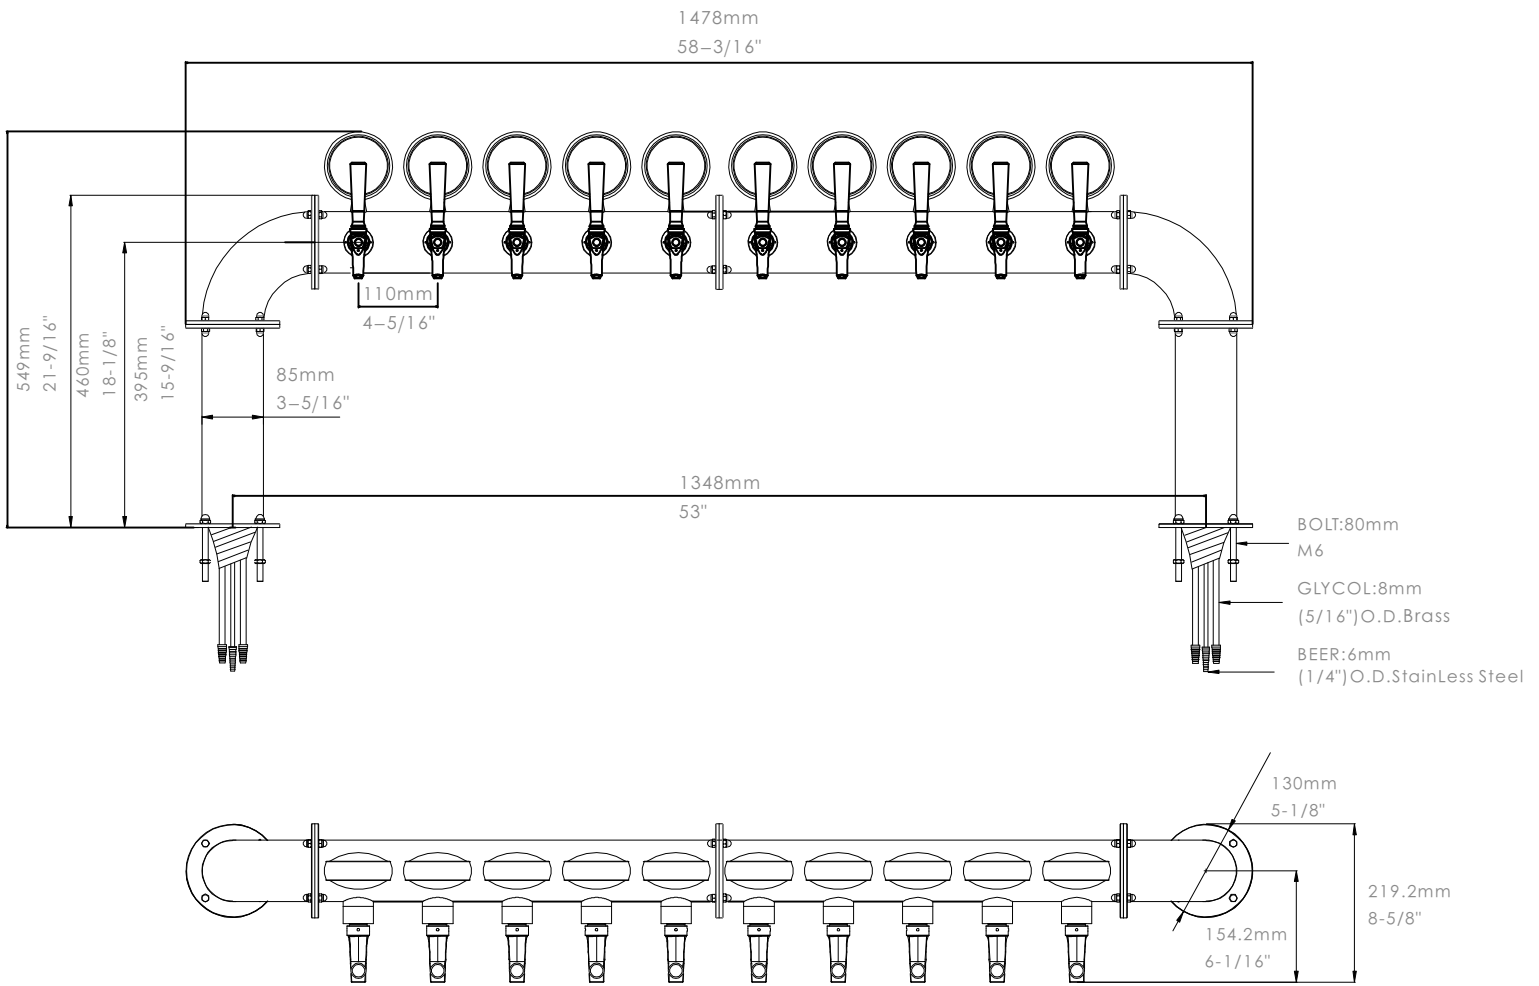 1478mm
58–3/16"
110mm
4–5/16"
549mm
21-9/16"
460mm
18-1/8"
395mm
15-9/16"
85mm
3–5/16"
1348mm
53"
BOLT:80mm
M6
GLYCOL:8mm
(5/16")O.D.Brass
BEER:6mm
(1/4")O.D.StainLess Steel
130mm
5-1/8"
219.2mm
8-5/8"
154.2mm
6-1/16"